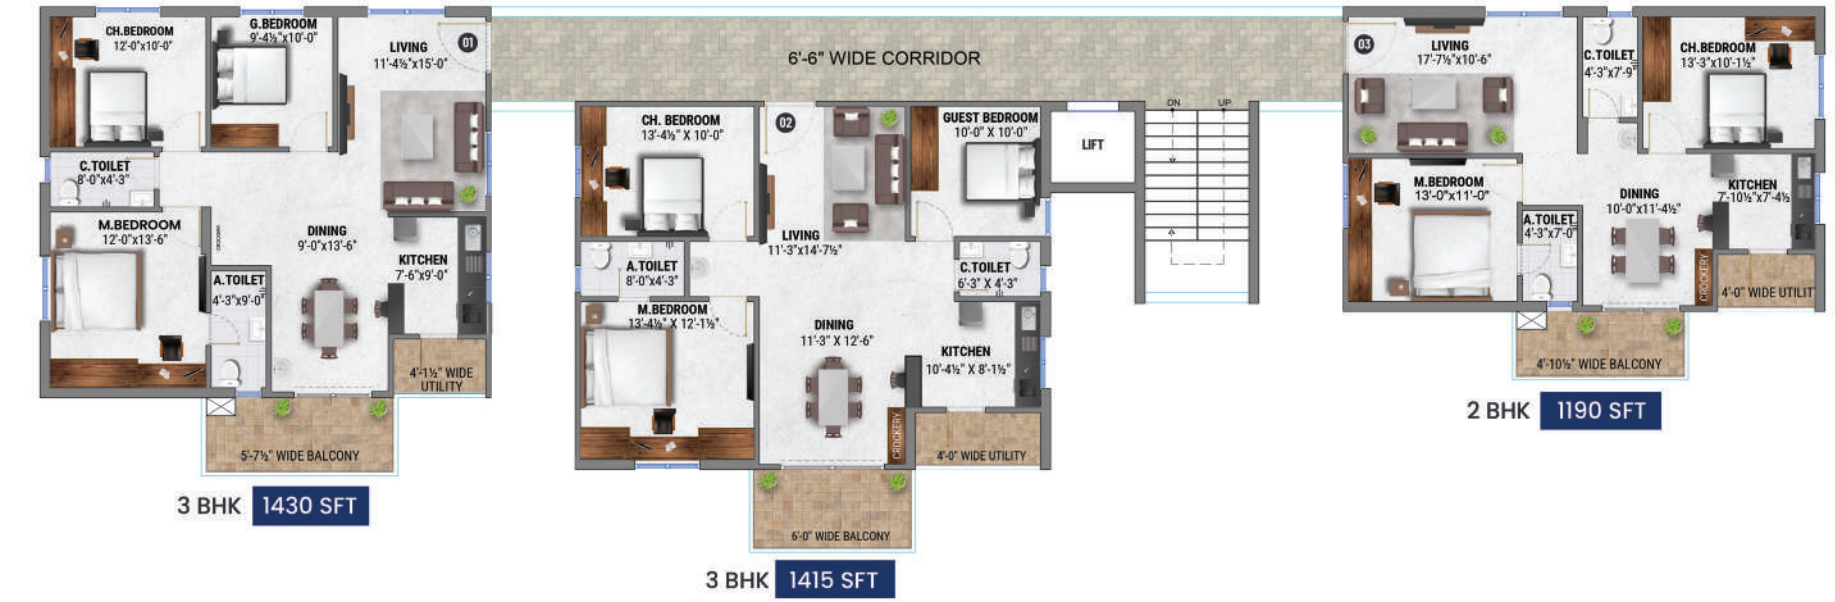 CH.BEDROOM
12'-0"x10'-0"
G.BEDROOM
9'-4½"x10'-0"
LIVING
11'-4½"x15'-0"
01
C.TOILET
8'-0"x4'-3"
M.BEDROOM
12'-0"x13'-6"
DINING
9'-0"x13'-6"
A.TOILET
4'-3"x9'-0"
KITCHEN
7'-6"x9'-0"
4'-1½" WIDE
UTILITY
5'-7½" WIDE BALCONY
3 BHK 1430 SFT
6'-6" WIDE CORRIDOR
CH. BEDROOM
13'-4½" X 10'-0"
02
GUEST BEDROOM
10'-0" X 10'-0"
LIVING
11'-3"x14'-7½"
A.TOILET
8'-0"x4'-3"
C.TOILET
6'-3" X 4'-3"
M.BEDROOM
13'-4½" X 12'-1½"
DINING
11'-3" X 12'-6"
KITCHEN
10'-4½" X 8'-1½"
CROCKERY
4'-0" WIDE UTILITY
6'-0" WIDE BALCONY
3 BHK 1415 SFT
LIFT
DN UP
03
LIVING
17'-7½"x10'-6"
C.TOILET
4'-3"x7'-9"
CH.BEDROOM
13'-3"x10'-1½"
M.BEDROOM
13'-0"x11'-0"
A.TOILET
4'-3"x7'-0"
DINING
10'-0"x11'-4½"
KITCHEN
7'-10½"x7'-4½
CROCKERY
4'-0" WIDE UTILIT
4'-10½" WIDE BALCONY
2 BHK 1190 SFT